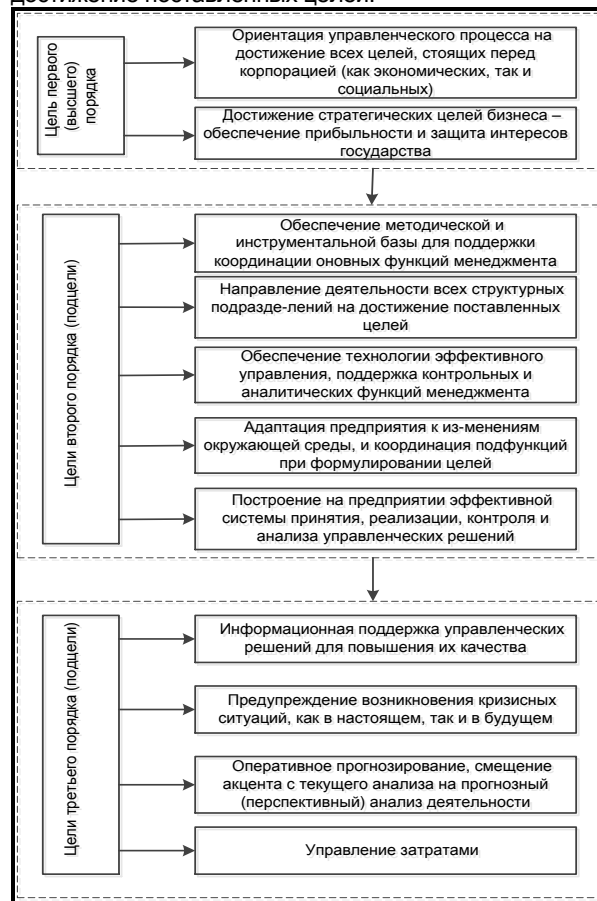 достижение поставленных целей.
Цель первого
(высшего)
порядка
Ориентация управленческого процесса на
достижение всех целей, стоящих перед
корпорацией (как экономических, так и
социальных)
Достижение стратегических целей бизнеса –
обеспечение прибыльности и защита интересов
государства
Цели второго порядка (подцели)
Обеспечение методической и
инструментальной базы для поддержки
координации оновных функций менеджмента
Направление деятельности всех структурных
подразде-лений на достижение поставленных
целей
Обеспечение технологии эффективного
управления, поддержка контрольных и
аналитических функций менеджмента
Адаптация предприятия к из-менениям
окружающей среды, и координация подфункций
при формулировании целей
Построение на предприятии эффективной
системы принятия, реализации, контроля и
анализа управленческих решений
Цели третьего порядка (подцели)
Информационная поддержка управленческих
решений для повышения их качества
Предупреждение возникновения кризисных
ситуаций, как в настоящем, так и в будущем
Оперативное прогнозирование, смещение
акцента с текущего анализа на прогнозный
(перспективный) анализ деятельности
Управление затратами